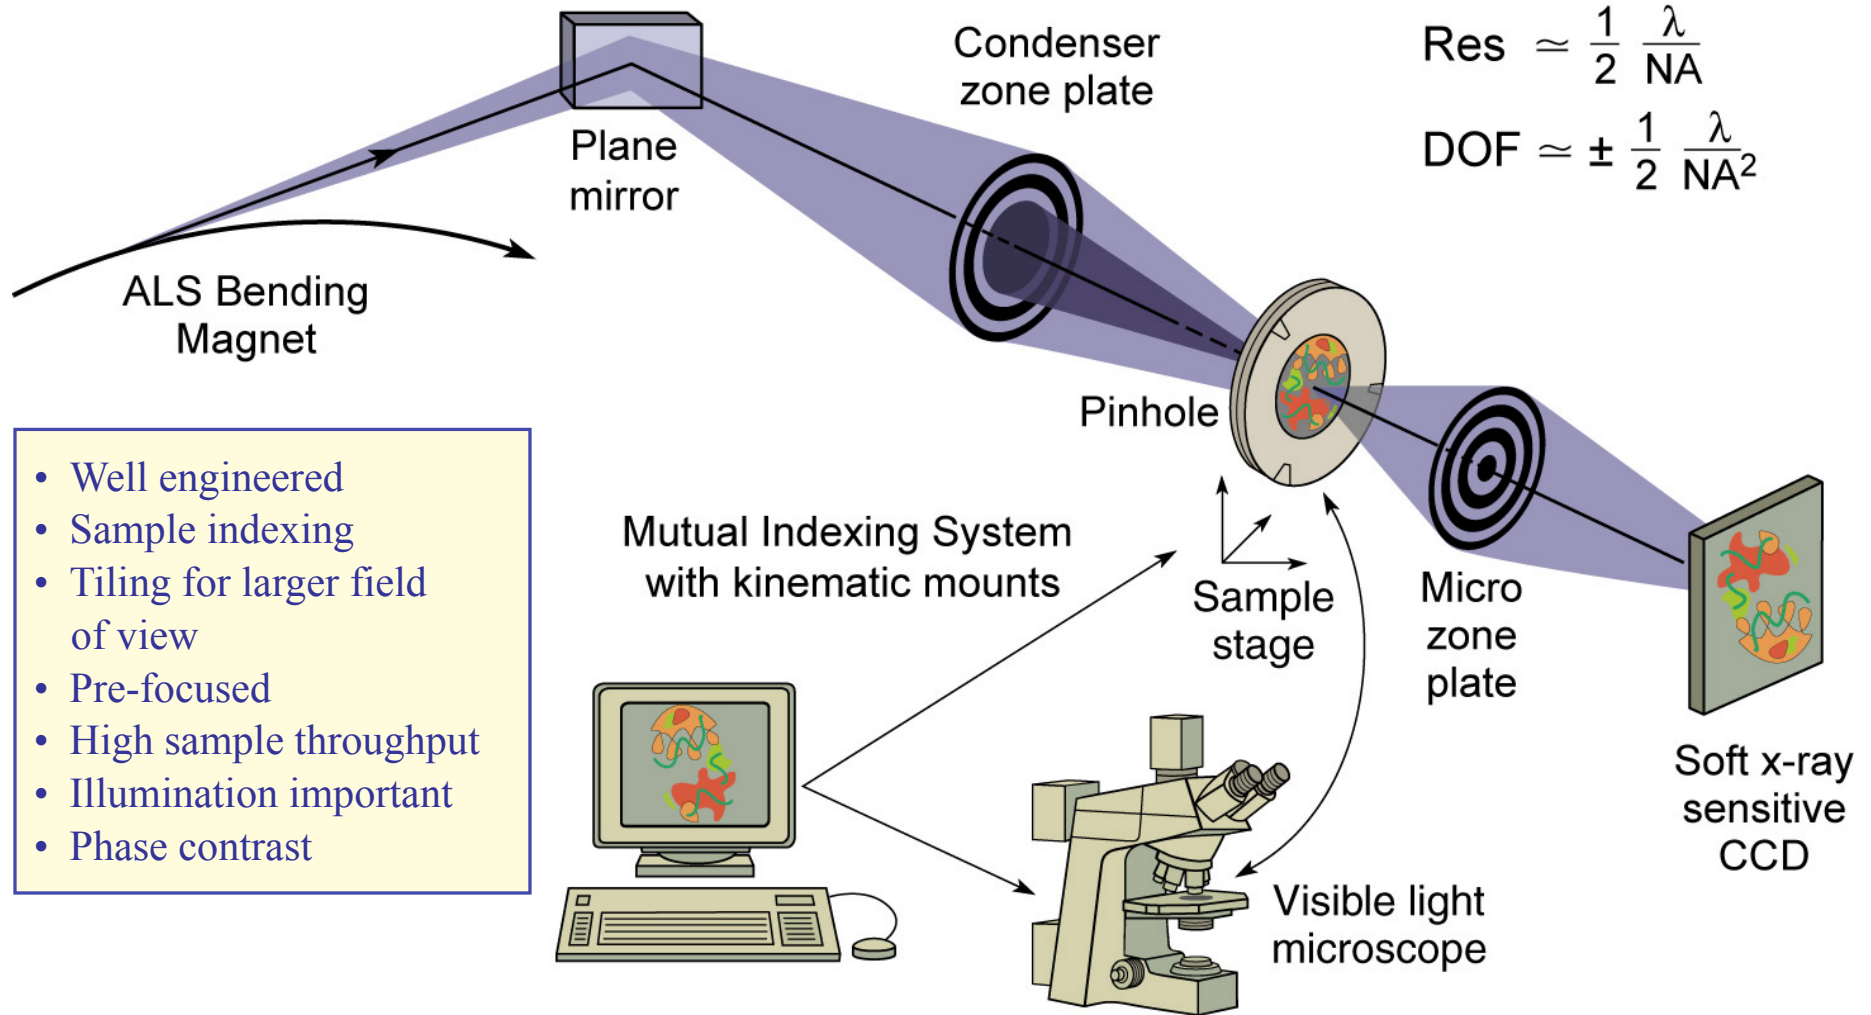 Condenser
zone plate
Res ≃ 1/2 λ/NA
DOF ≃ ± 1/2 λ/NA²
Plane
mirror
ALS Bending
Magnet
Pinhole
• Well engineered
• Sample indexing
• Tiling for larger field
of view
• Pre-focused
• High sample throughput
• Illumination important
• Phase contrast
Mutual Indexing System
with kinematic mounts
Sample
stage
Micro
zone
plate
Soft x-ray
sensitive
CCD
Visible light
microscope